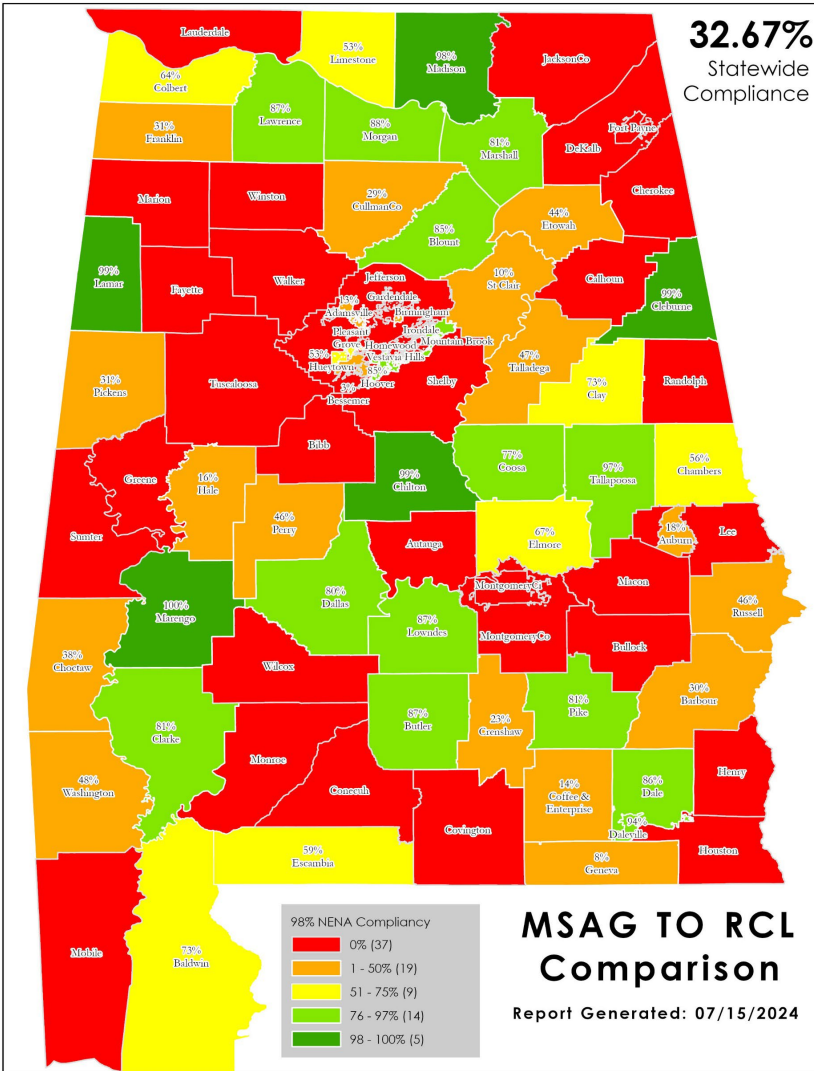 32.67%
Statewide
Compliance
Lauderdale
53%
Limestone
98%
Madison
JacksonCo
64%
Colbert
87%
Lawrence
88%
Morgan
81%
Marshall
Fort Payne
DeKalb
31%
Franklin
Cherokee
Marion
Winston
29%
CullmanCo
44%
Etowah
85%
Blount
99%
Lamar
Fayette
Walker
Jefferson
Gardendale
13%
Adamsville
Birmingham
10%
St Clair
Calhoun
99%
Cleburne
Pleasant
Grove
Irondale
Homewood
Mountain Brook
53%
Hueytown
Vestavia Hills
85%
Hoover
3%
Bessemer
Shelby
47%
Talladega
73%
Clay
Randolph
31%
Pickens
Tuscaloosa
Bibb
77%
Coosa
97%
Tallapoosa
56%
Chambers
Greene
16%
Hale
99%
Chilton
46%
Perry
67%
Elmore
18%
Auburn
Lee
Sumter
Autauga
MontgomeryCi
Macon
100%
Marengo
80%
Dallas
87%
Lowndes
MontgomeryCo
Bullock
46%
Russell
38%
Choctaw
Wilcox
30%
Barbour
81%
Clarke
87%
Butler
23%
Crenshaw
81%
Pike
48%
Washington
Monroe
Conecuh
14%
Coffee &
Enterprise
86%
Dale
Henry
Covington
94%
Daleville
Houston
59%
Escambia
8%
Geneva
Mobile
73%
Baldwin
98% NENA Compliancy
0% (37)
1 - 50% (19)
51 - 75% (9)
76 - 97% (14)
98 - 100% (5)
MSAG TO RCL
Comparison
Report Generated: 07/15/2024